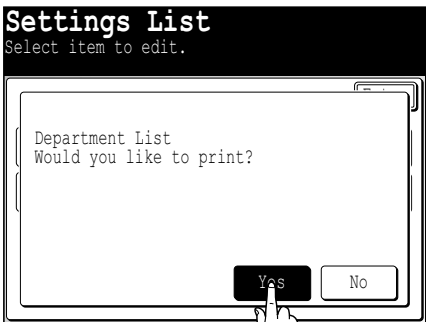 Settings List
Select item to edit.
Department List
Would you like to print?
Yes
No